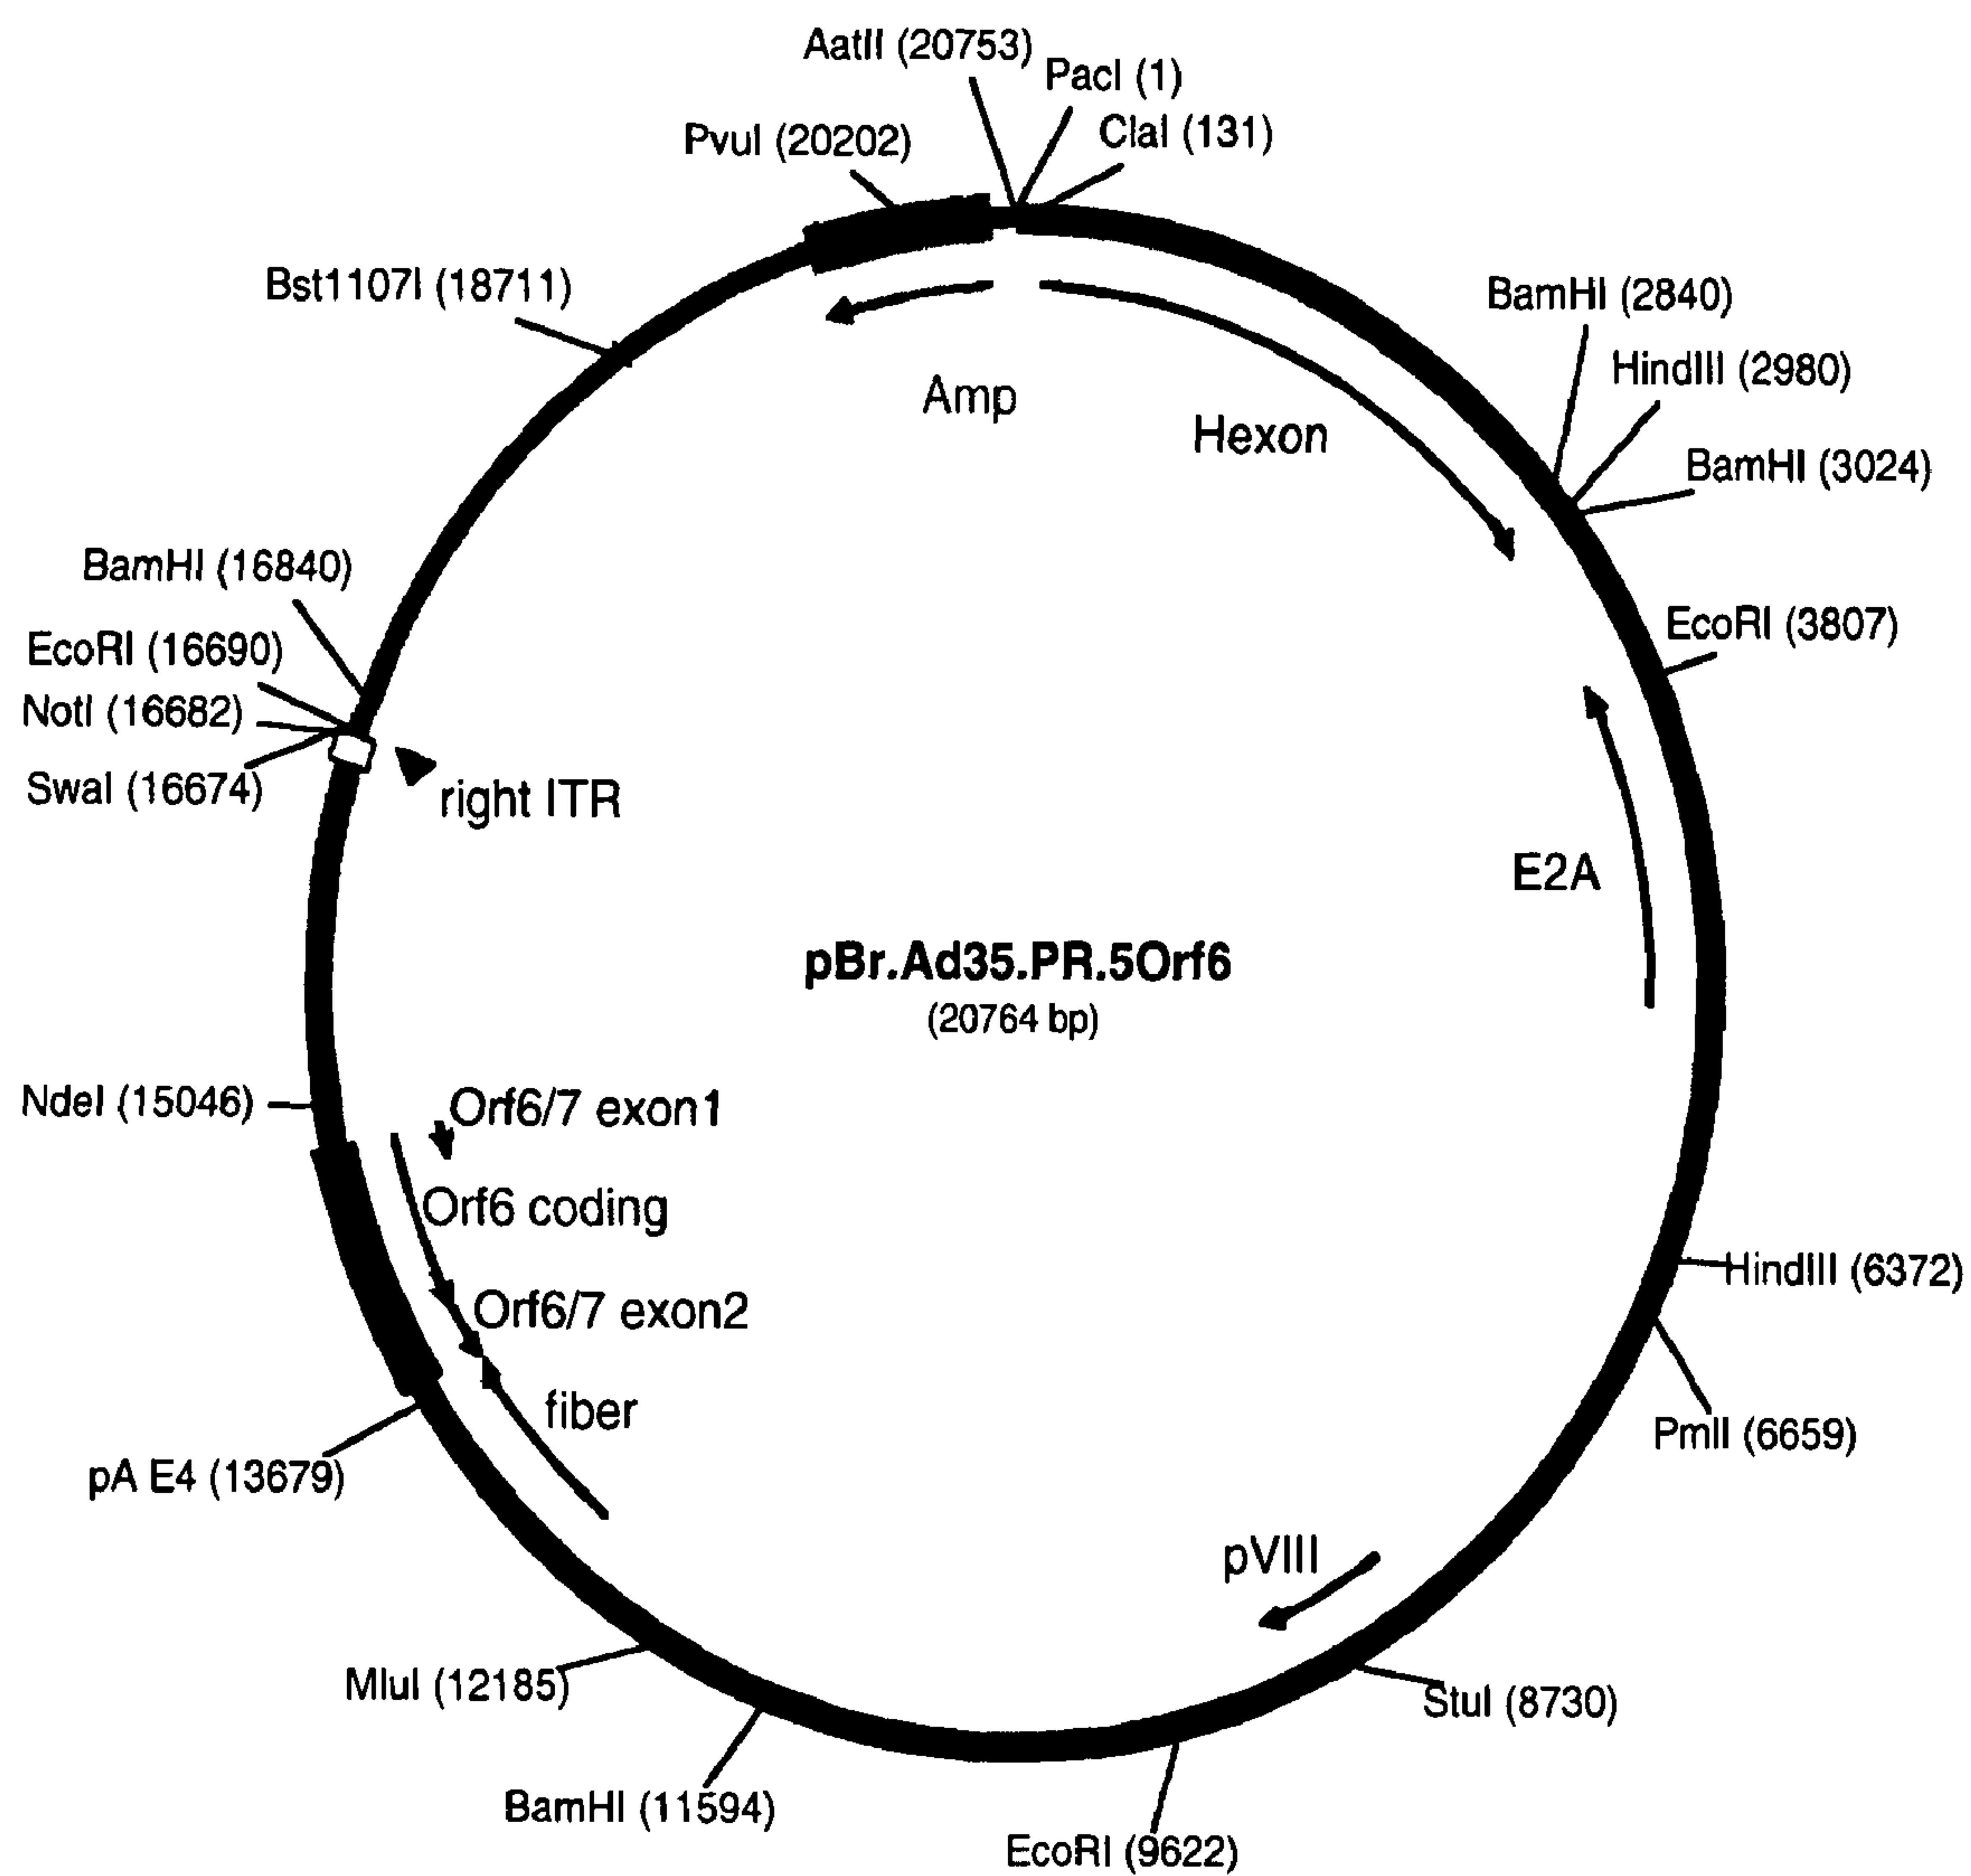 AatII (20753)
PacI (1)
PvuI (20202)
ClaI (131)
Bst1107I (18711)
BamHI (2840)
HindIII (2980)
Amp
Hexon
BamHI (3024)
BamHI (16840)
EcoRI (16690)
EcoRI (3807)
NotI (16682)
SwaI (16674)
right ITR
E2A
pBr.Ad35.PR.5Orf6
(20764 bp)
NdeI (15046)
Orf6/7 exon1
Orf6 coding
HindIII (6372)
Orf6/7 exon2
fiber
PmlI (6659)
pA E4 (13679)
pVIII
MluI (12185)
StuI (8730)
BamHI (11594)
EcoRI (9622)